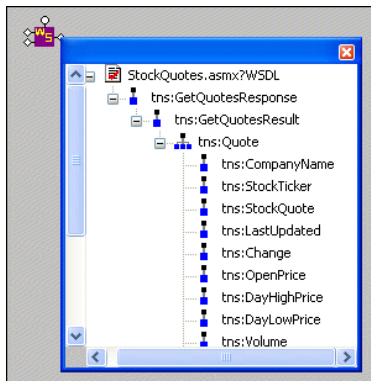 WS
StockQuotes.asmx?WSDL
tns:GetQuotesResponse
tns:GetQuotesResult
tns:Quote
tns:CompanyName
tns:StockTicker
tns:StockQuote
tns:LastUpdated
tns:Change
tns:OpenPrice
tns:DayHighPrice
tns:DayLowPrice
tns:Volume